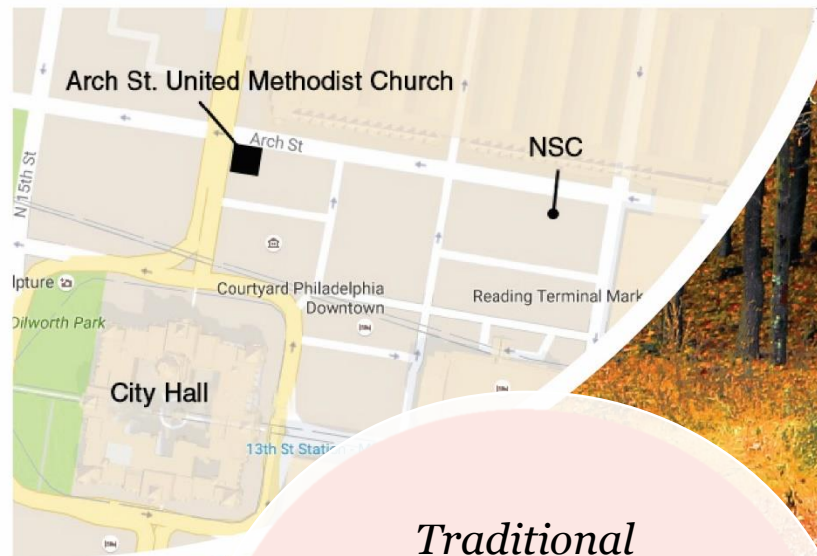 Arch St. United Methodist Church
Arch St
NSC
N 15th St
Courtyard Philadelphia
Downtown
Reading Terminal Mark
lpture
Dilworth Park
City Hall
13th St Station
Traditional